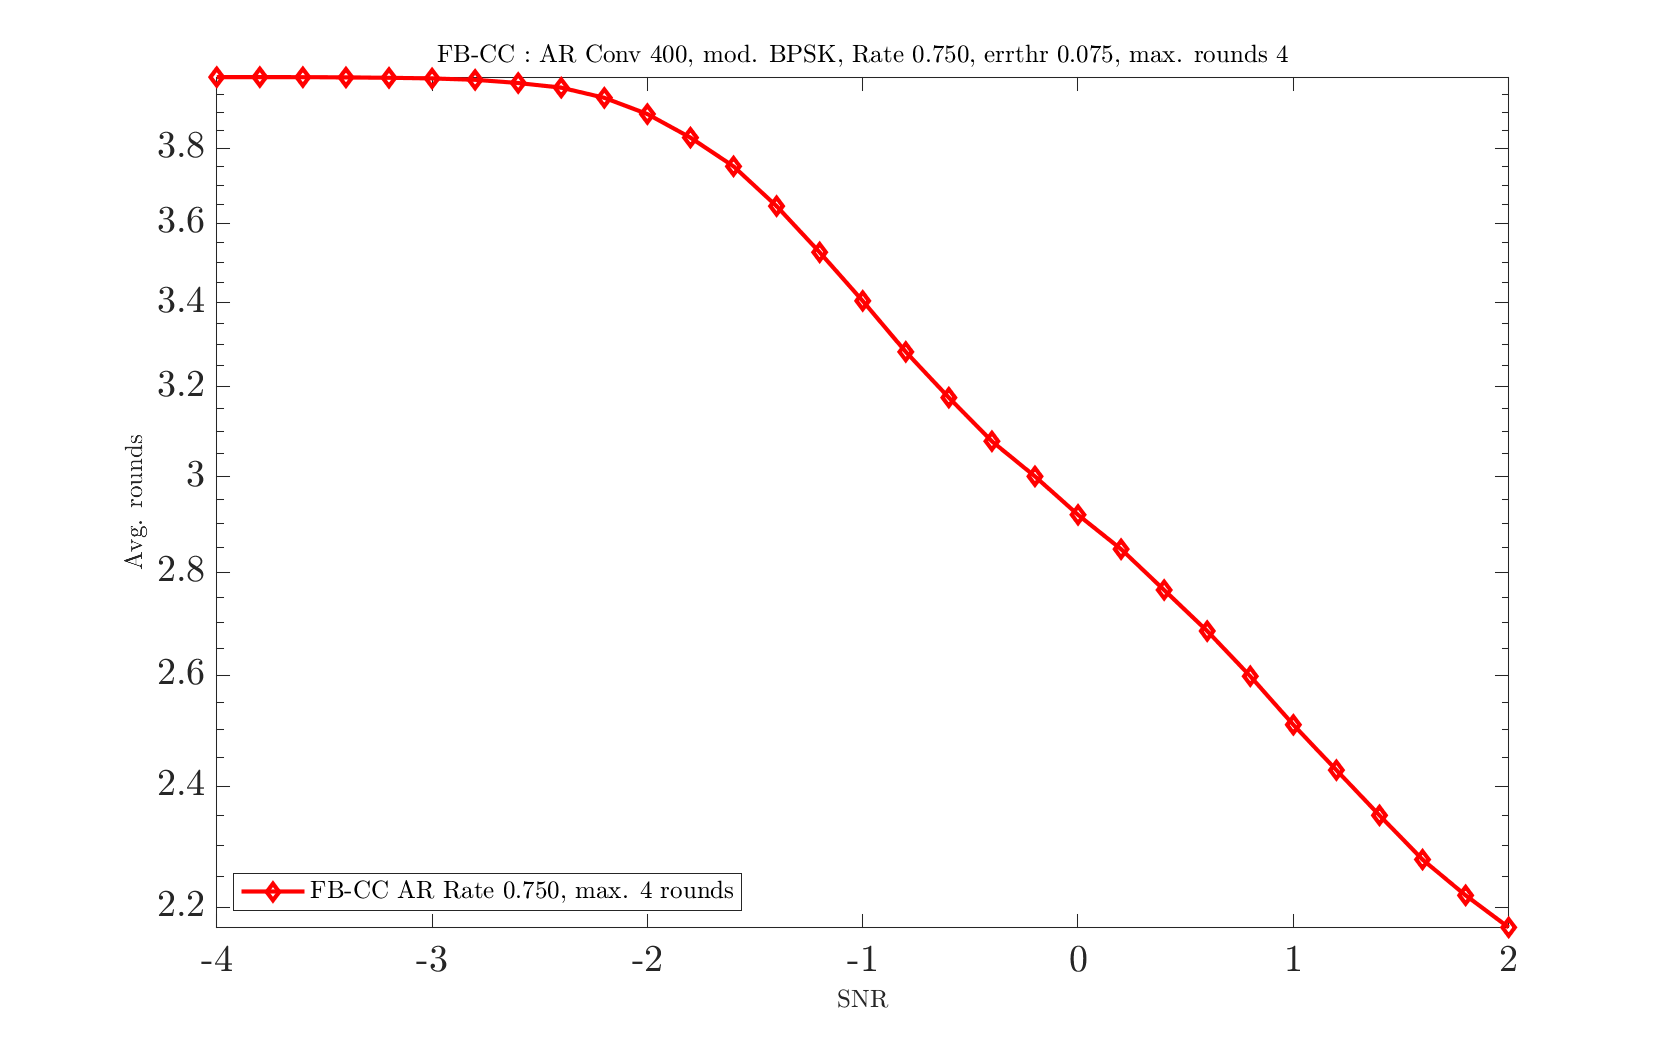 FB-CC : AR Conv 400, mod. BPSK, Rate 0.750, errthr 0.075, max. rounds 4
3.8
3.6
3.4
3.2
3
2.8
2.6
2.4
2.2
Avg. rounds
FB-CC AR Rate 0.750, max. 4 rounds
-4 -3 -2 -1 0 1 2
SNR